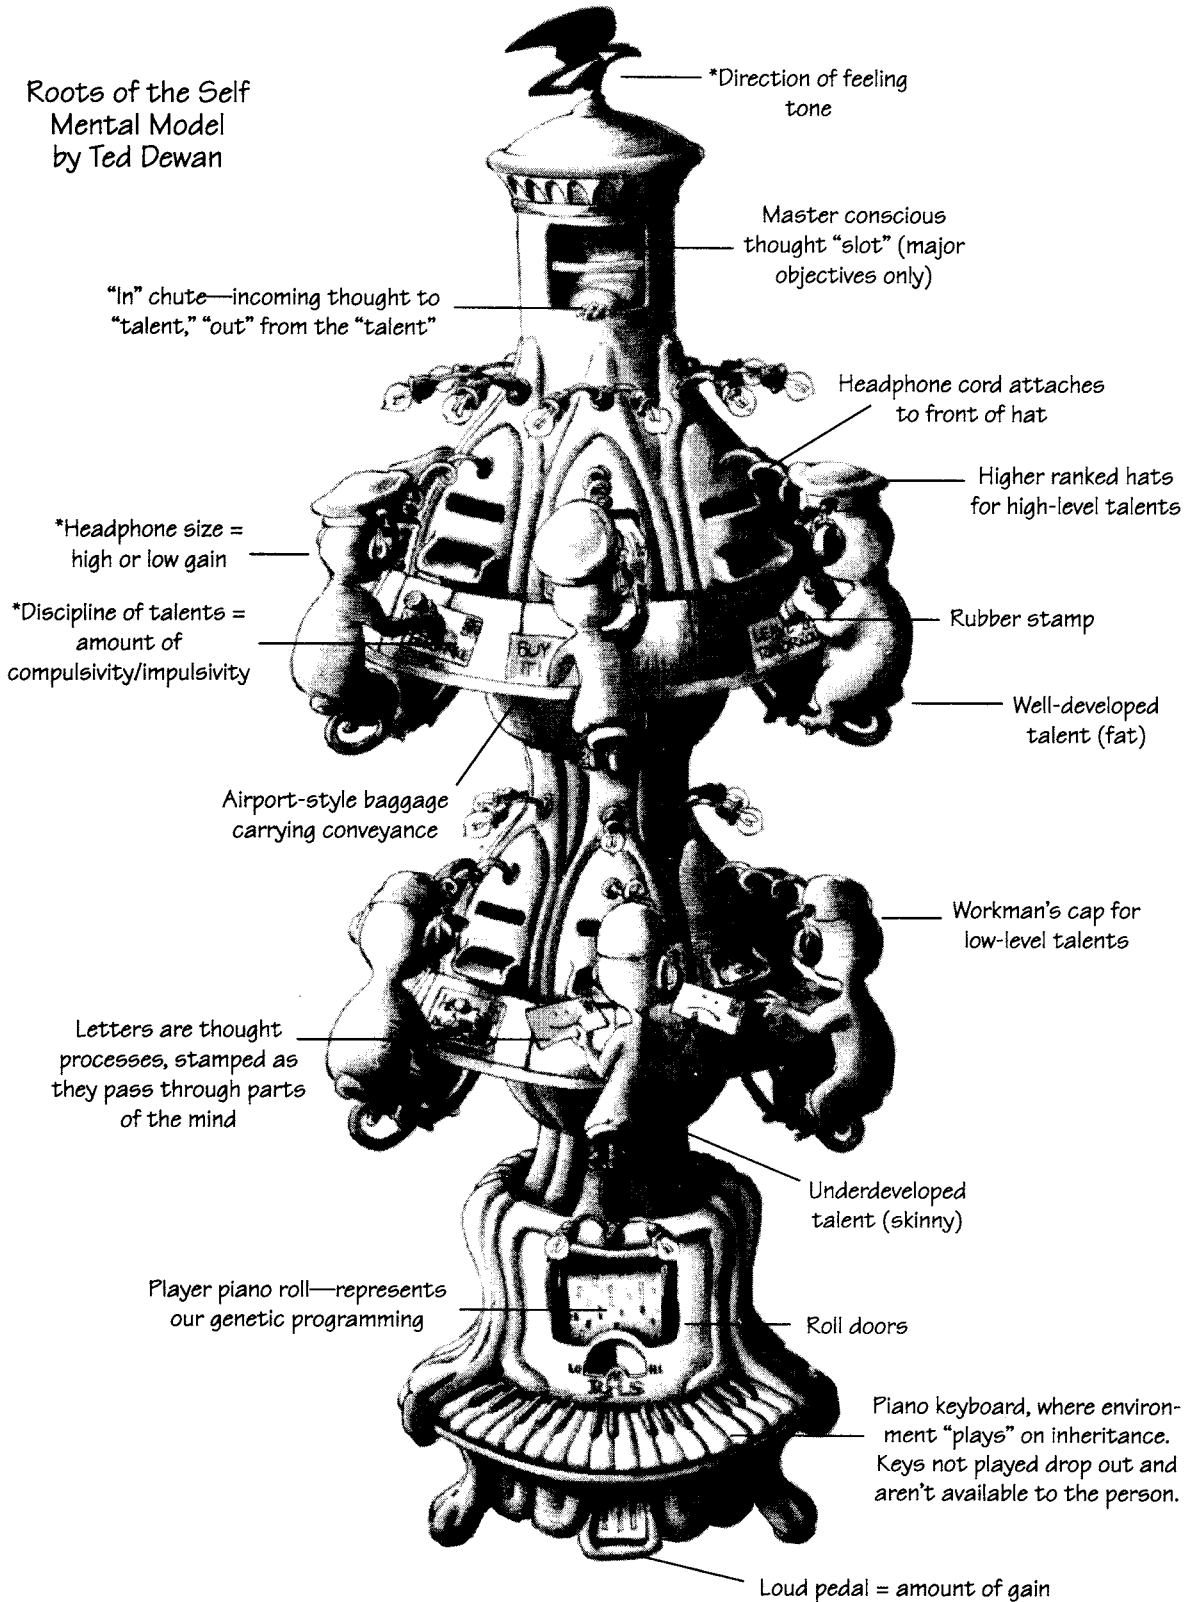 Roots of the Self
Mental Model
by Ted Dewan
*Direction of feeling
tone
Master conscious
thought “slot” (major
objectives only)
“In” chute—incoming thought to
“talent,” “out” from the “talent”
Headphone cord attaches
to front of hat
Higher ranked hats
for high-level talents
*Headphone size =
high or low gain
*Discipline of talents =
amount of
compulsivity/impulsivity
BUY
IT!
Rubber stamp
Well-developed
talent (fat)
Airport-style baggage
carrying conveyance
Workman's cap for
low-level talents
Letters are thought
processes, stamped as
they pass through parts
of the mind
Underdeveloped
talent (skinny)
Player piano roll—represents
our genetic programming
Roll doors
LO HI
Piano keyboard, where environ-
ment “plays” on inheritance.
Keys not played drop out and
aren't available to the person.
Loud pedal = amount of gain